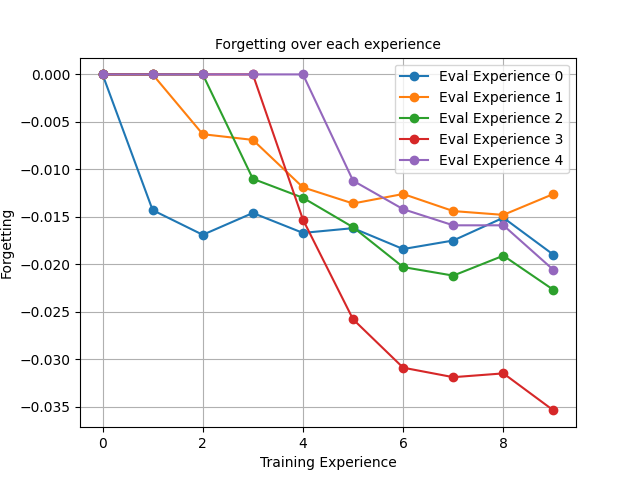 Forgetting over each experience
0.000
−0.005
−0.010
−0.015
−0.020
−0.025
−0.030
−0.035
Forgetting
Eval Experience 0
Eval Experience 1
Eval Experience 2
Eval Experience 3
Eval Experience 4
0 2 4 6 8
Training Experience